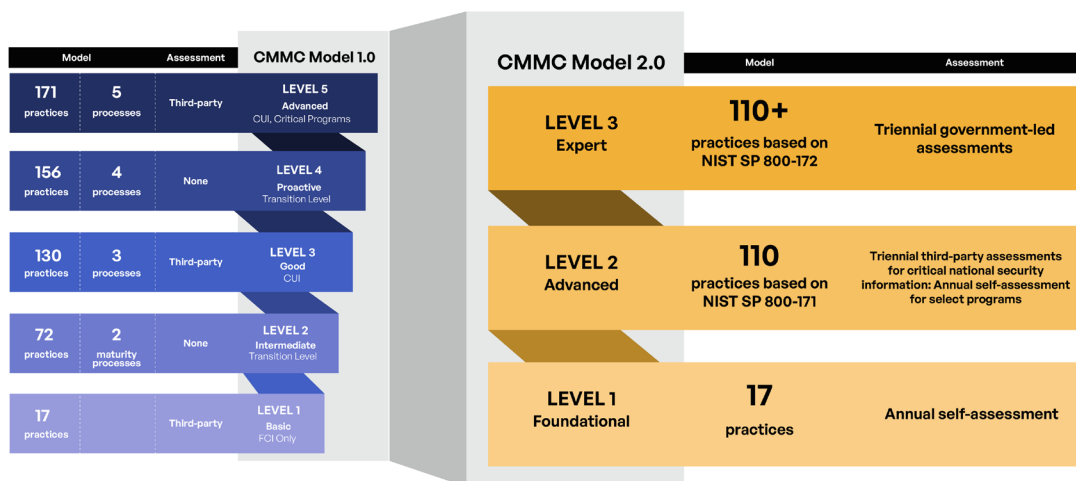 Model Assessment CMMC Model 1.0
171 5 Third-party LEVEL 5
practices processes Advanced
CUI, Critical Programs
156 4 None LEVEL 4
practices processes Proactive
Transition Level
130 3 Third-party LEVEL 3
practices processes Good
CUI
72 2 None LEVEL 2
practices maturity Intermediate
processes Transition Level
17 Third-party LEVEL 1
practices Basic
FCI Only
CMMC Model 2.0 Model Assessment
LEVEL 3
Expert
110+
practices based on
NIST SP 800-172
Triennial government-led
assessments
LEVEL 2
Advanced
110
practices based on
NIST SP 800-171
Triennial third-party assessments
for critical national security
information: Annual self-assessment
for select programs
LEVEL 1
Foundational
17
practices
Annual self-assessment